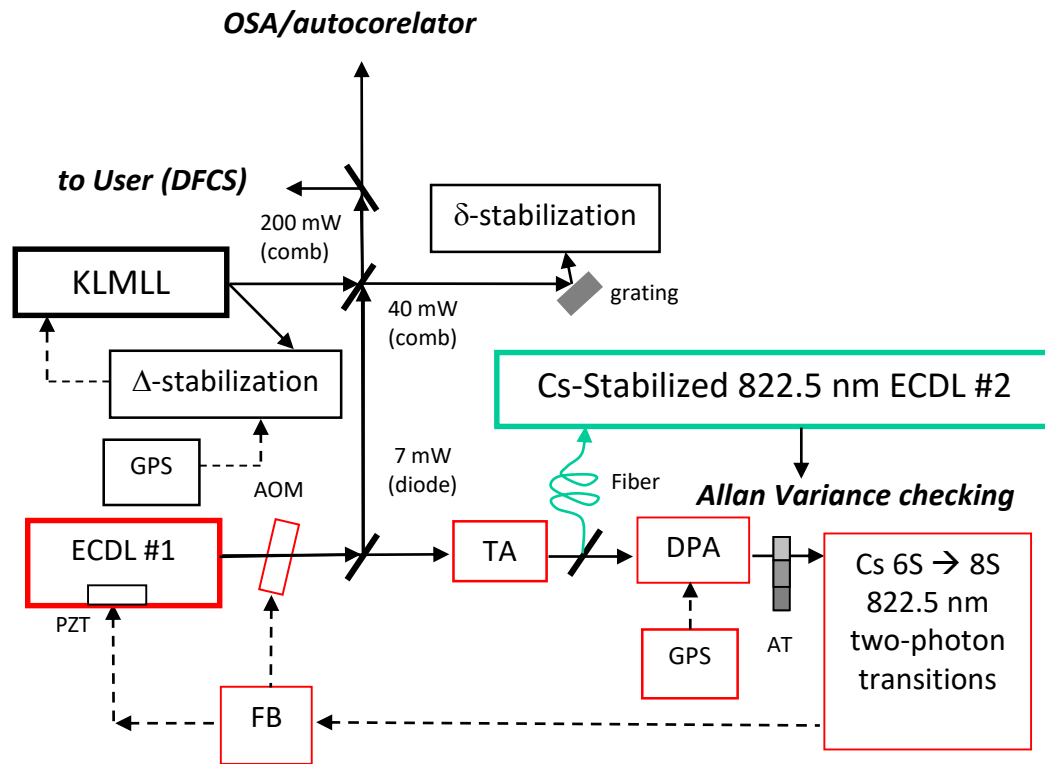 OSA/autocorelator
to User (DFCS)
200 mW
(comb)
δ-stabilization
KLMLL
grating
40 mW
(comb)
Δ-stabilization
Cs-Stabilized 822.5 nm ECDL #2
GPS
AOM
7 mW
(diode)
Fiber
Allan Variance checking
ECDL #1
TA
DPA
Cs 6S → 8S
822.5 nm
two-photon
transitions
PZT
GPS
AT
FB